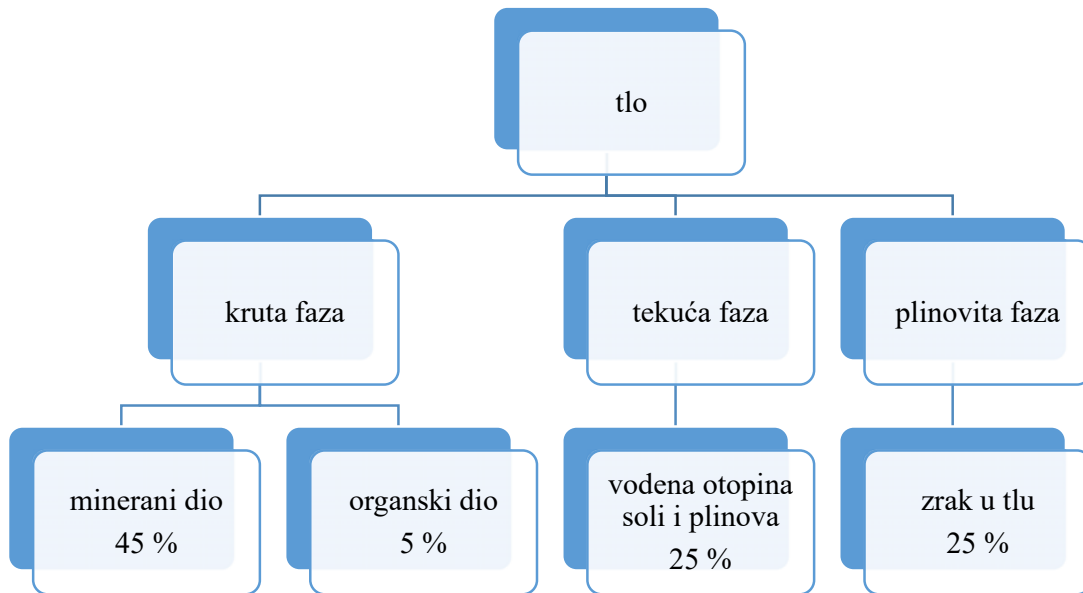 tlo
kruta faza
tekuća faza
plinovita faza
minerani dio
45 %
organski dio
5 %
vodena otopina
soli i plinova
25 %
zrak u tlu
25 %